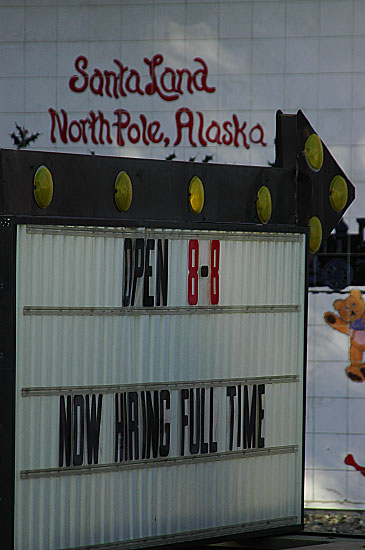 Santa Land
North Pole, Alaska
OPEN 8-8
NOW HIRING FULL TIME